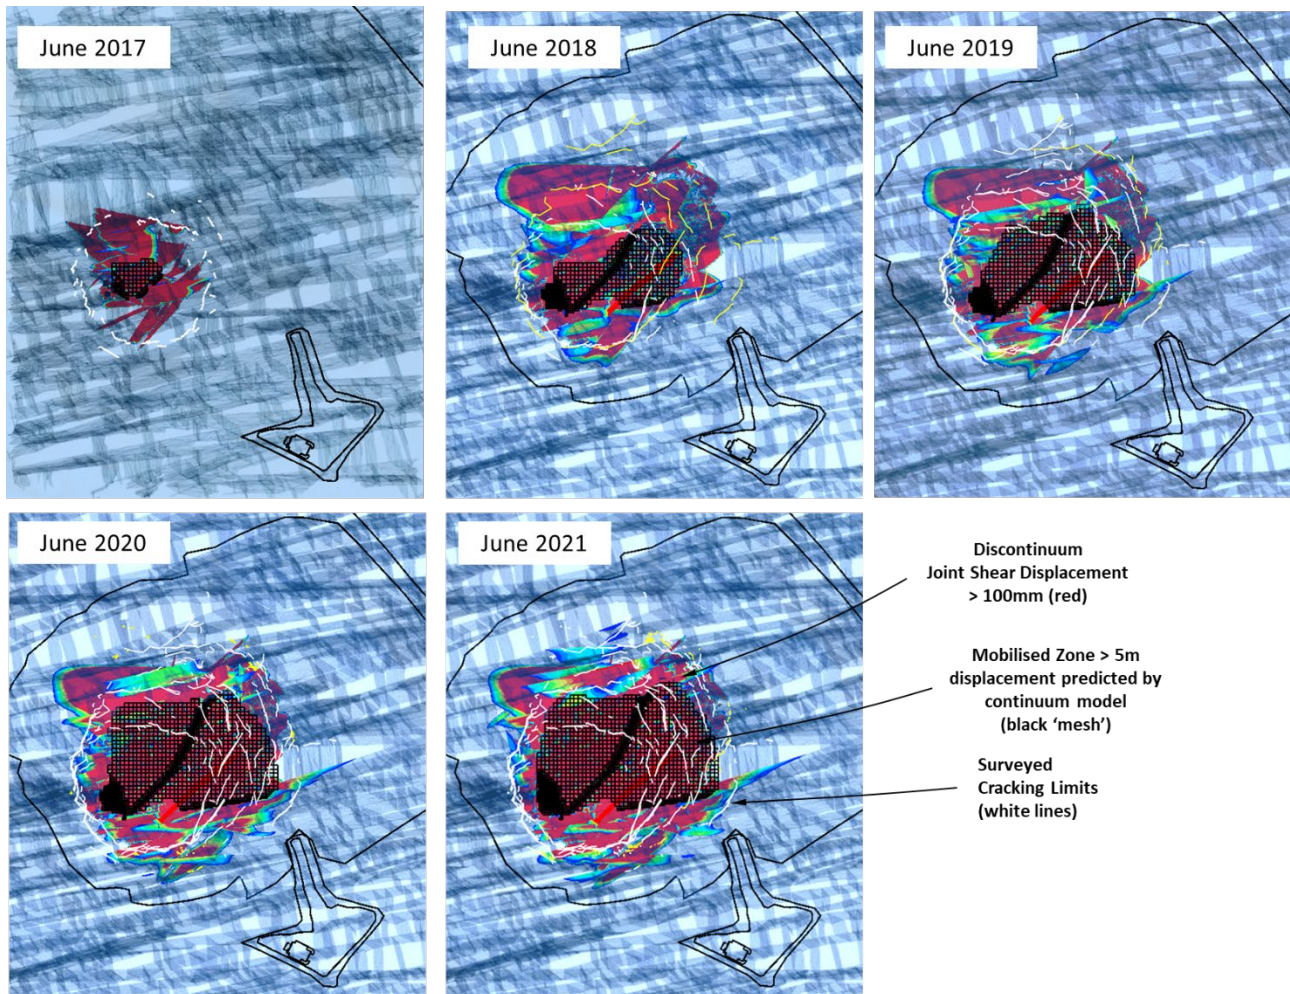 June 2017
June 2018
June 2019
June 2020
June 2021
Discontinuum
Joint Shear Displacement
> 100mm (red)
Mobilised Zone > 5m
displacement predicted by
continuum model
(black ‘mesh’)
Surveyed
Cracking Limits
(white lines)